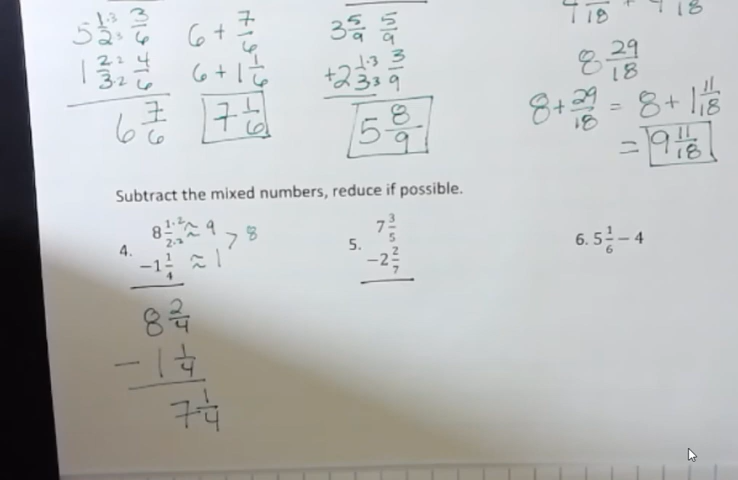 5 1·3/2·3 3/6 6 + 7/6 3 5/9 5/9 /18 + /18
1 2·2/3·2 4/6 6 + 1 1/6 +2 1·3/3·3 3/9 8 29/18
6 7/6 7 1/6 5 8/9 8 + 29/18 = 8 + 1 11/18
= 9 11/18
Subtract the mixed numbers, reduce if possible.
4. 8 1·2/2·2 ≈ 9 > 8 5. 7 3/5 6. 5 1/6 − 4
−1 1/4 ≈ 1 −2 2/7
8 2/4
− 1 1/4
7 1/4